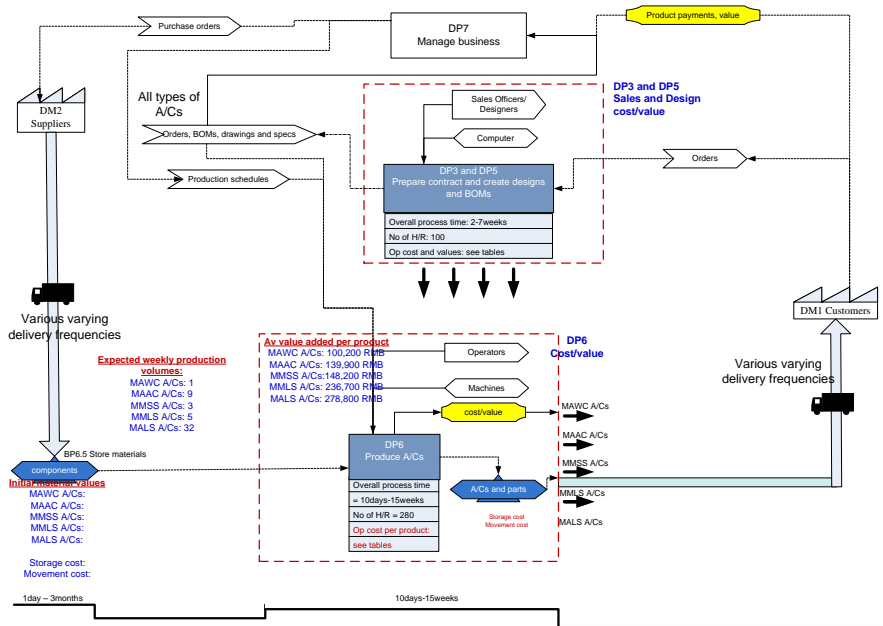 Purchase orders
DP7
Manage business
Product payments, value
DM2
Suppliers
All types of
A/Cs
Orders, BOMs, drawings and specs
Production schedules
Sales Officers/
Designers
Computer
DP3 and DP5
Sales and Design
cost/value
DP3 and DP5
Prepare contract and create designs
and BOMs
Overall process time: 2-7weeks
No of H/R: 100
Op cost and values: see tables
Orders
DM1 Customers
Various varying
delivery frequencies
Various varying
delivery frequencies
Expected weekly production
volumes:
MAWC A/Cs: 1
MAAC A/Cs: 9
MMSS A/Cs: 3
MMLS A/Cs: 5
MALS A/Cs: 32
Av value added per product
MAWC A/Cs: 100,200 RMB
MAAC A/Cs: 139,900 RMB
MMSS A/Cs:148,200 RMB
MMLS A/Cs: 236,700 RMB
MALS A/Cs: 278,800 RMB
Operators
Machines
cost/value
DP6
Cost/value
DP6
Produce A/Cs
Overall process time
= 10days-15weeks
No of H/R = 280
Op cost per product:
see tables
A/Cs and parts
Storage cost
Movement cost
MAWC A/Cs
MAAC A/Cs
MMSS A/Cs
MMLS A/Cs
MALS A/Cs
BP6.5 Store materials
components
Initial material values
MAWC A/Cs:
MAAC A/Cs:
MMSS A/Cs:
MMLS A/Cs:
MALS A/Cs:
Storage cost:
Movement cost:
1day – 3months
10days-15weeks